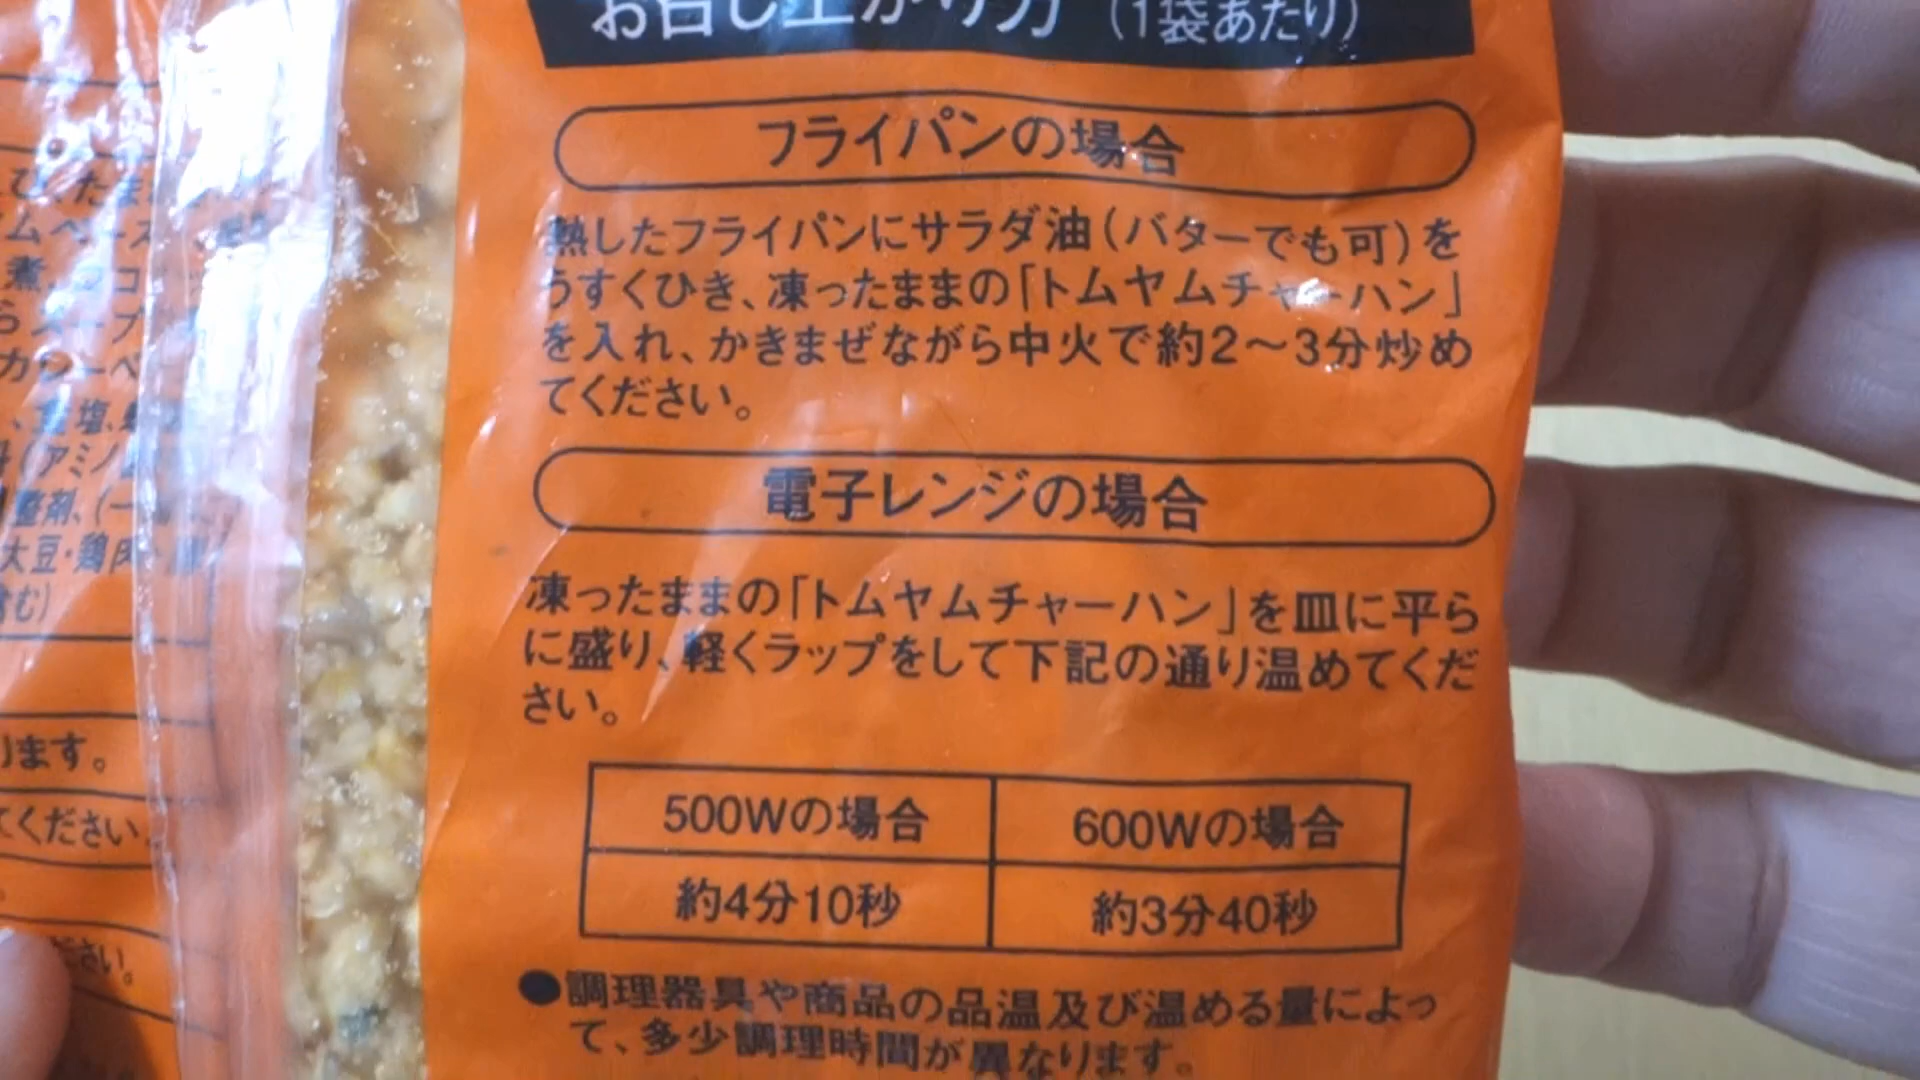 お召し上がり方 (1袋あたり)
フライパンの場合
熱したフライパンにサラダ油(バターでも可)を
うすくひき、凍ったままの「トムヤムチャーハン」
を入れ、かきまぜながら中火で約2〜3分炒め
てください。
電子レンジの場合
凍ったままの「トムヤムチャーハン」を皿に平ら
に盛り、軽くラップをして下記の通り温めてくだ
さい。
500Wの場合 600Wの場合
約4分10秒 約3分40秒
●調理器具や商品の品温及び温める量によっ
て、多少調理時間が異なります。
大豆・鶏肉
ります。
てください。
ださい。